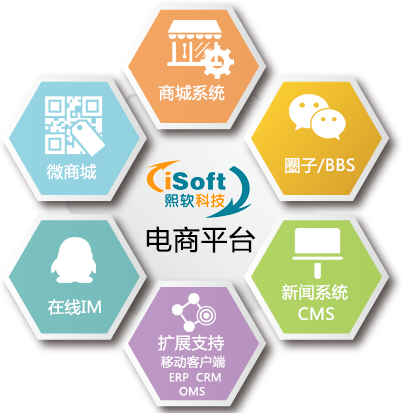 商城系统
微商城
圈子/BBS
iSoft
熙软科技
电商平台
在线IM
新闻系统
CMS
扩展支持
移动客户端
ERP CRM
OMS